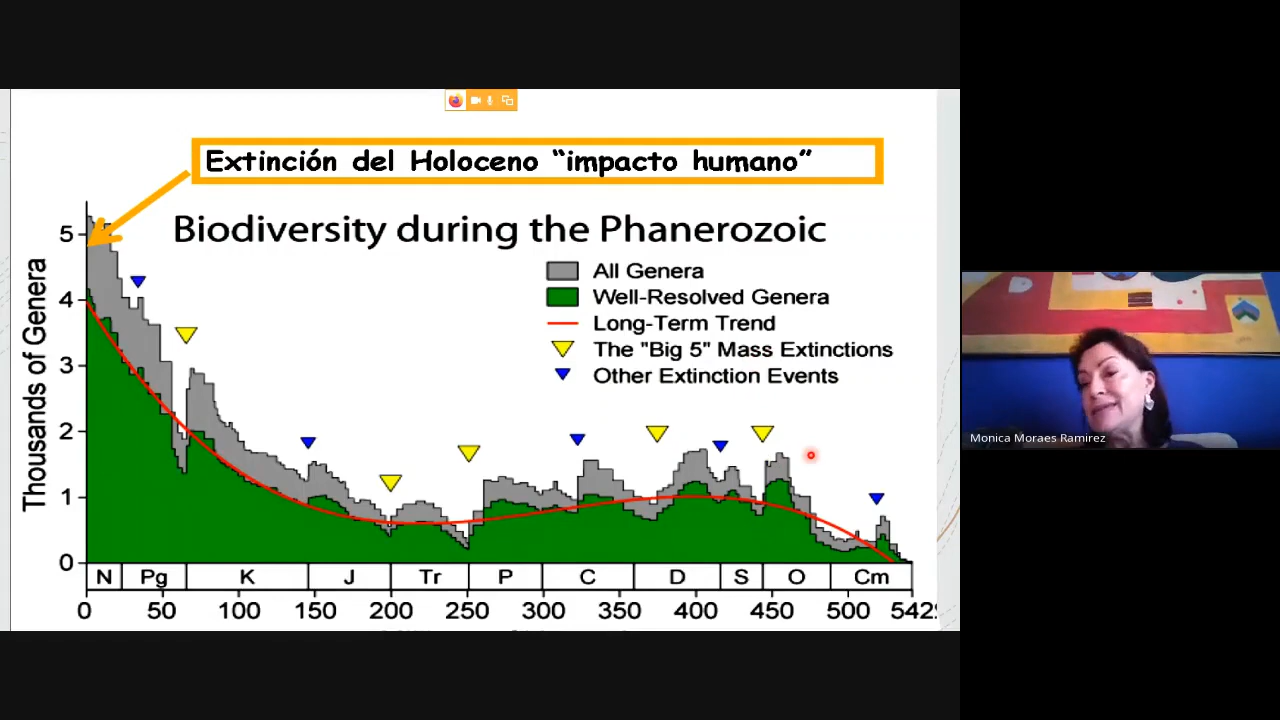 Extinción del Holoceno “impacto humano”
Biodiversity during the Phanerozoic
All Genera
Well-Resolved Genera
Long-Term Trend
The "Big 5" Mass Extinctions
Other Extinction Events
Thousands of Genera
5
4
3
2
1
0
N Pg K J Tr P C D S O Cm
0 50 100 150 200 250 300 350 400 450 500 542
Monica Moraes Ramirez